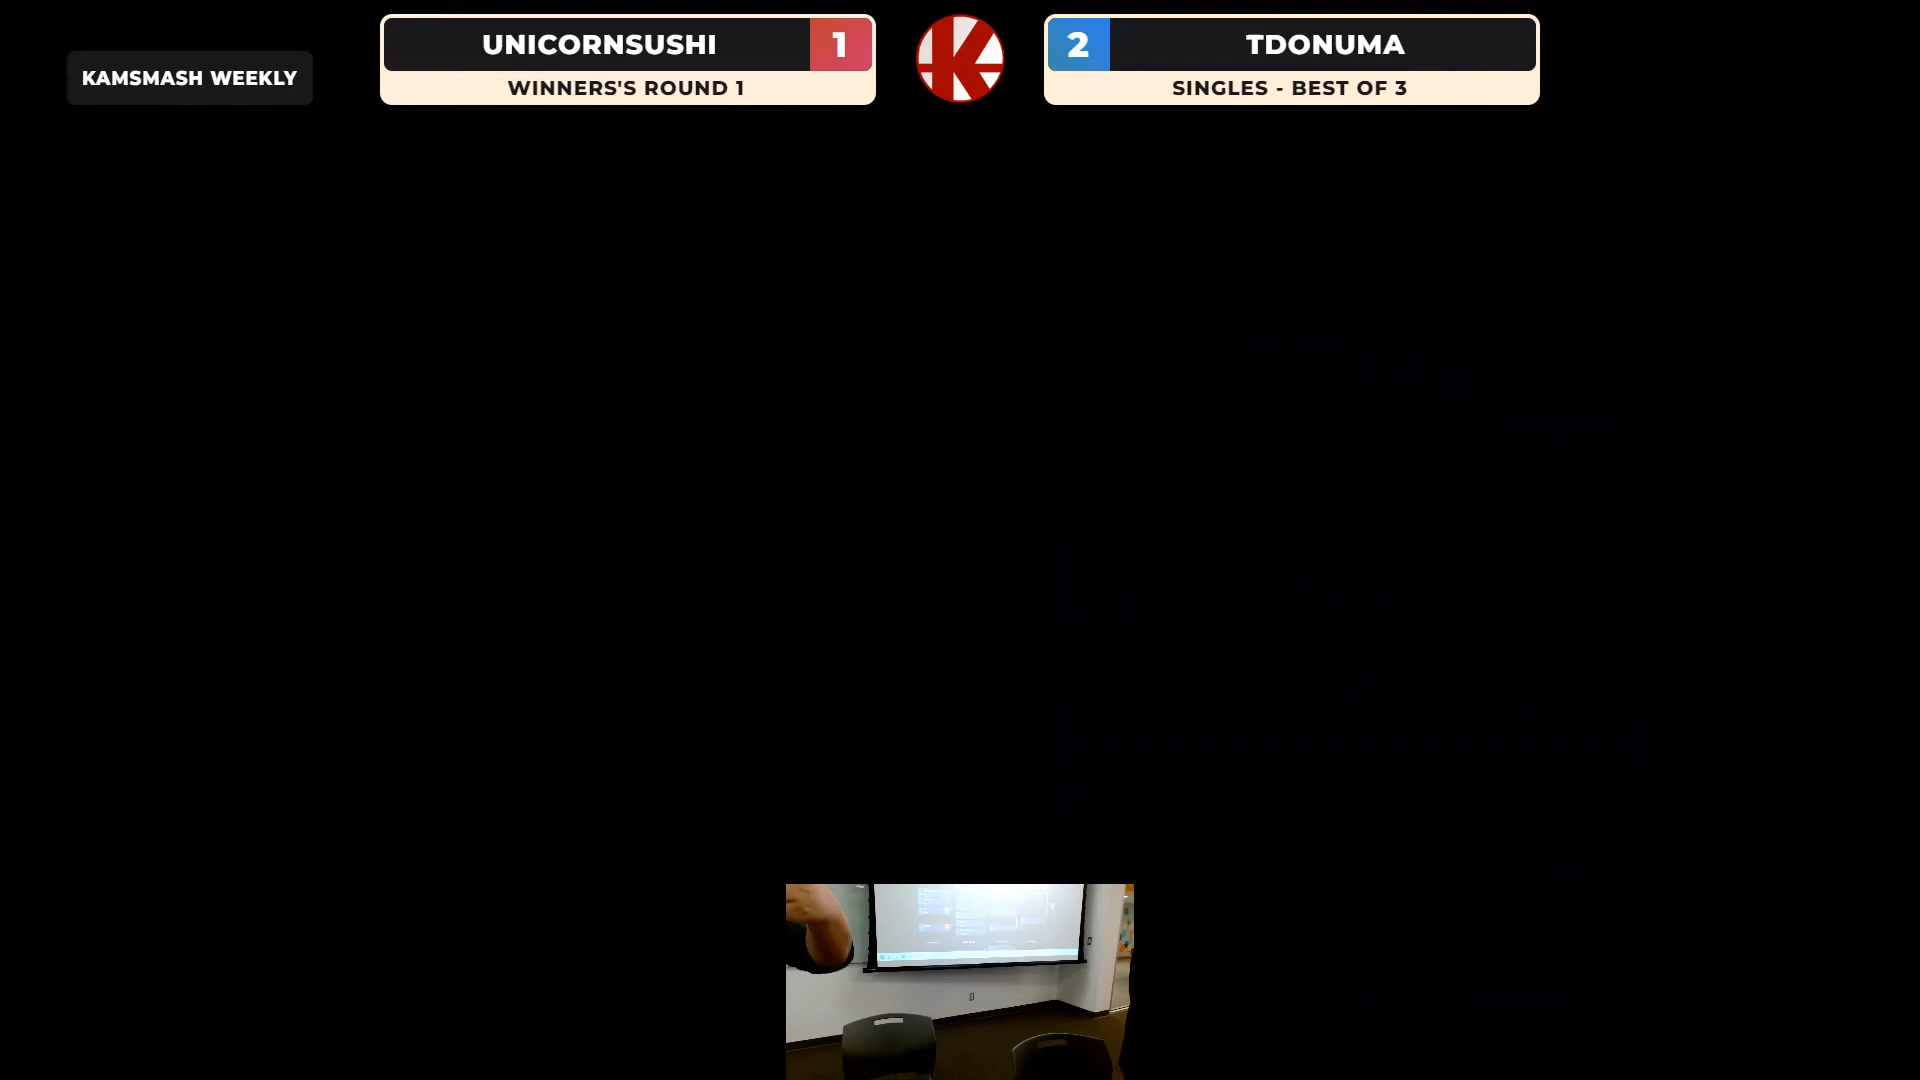 KAMSMASH WEEKLY
UNICORNSUSHI 1
WINNERS'S ROUND 1
K
2 TDONUMA
SINGLES - BEST OF 3